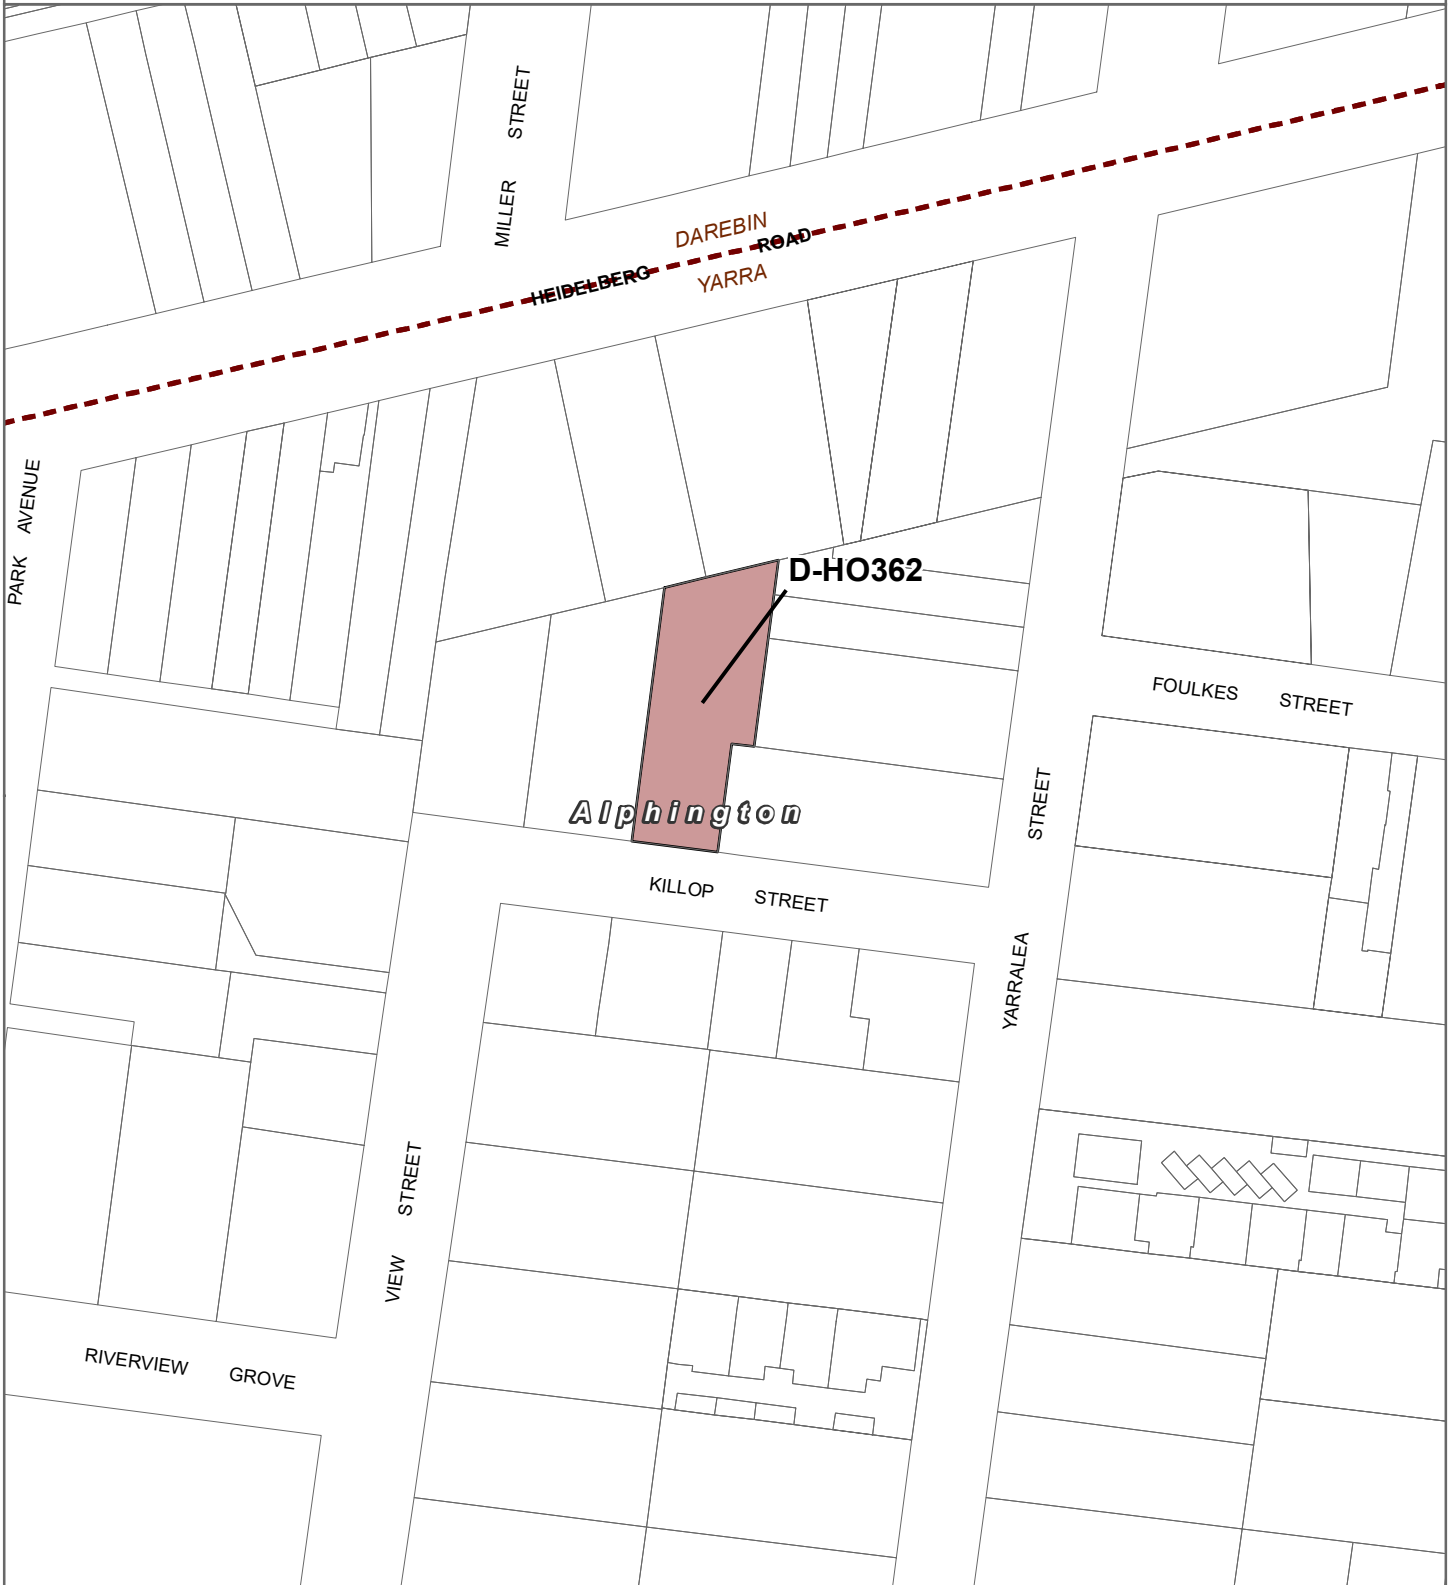 MILLER STREET
DAREBIN
HEIDELBERG ROAD
YARRA
PARK AVENUE
D-HO362
FOULKES STREET
Alphington
KILLOP STREET
YARRALEA STREET
VIEW STREET
RIVERVIEW GROVE